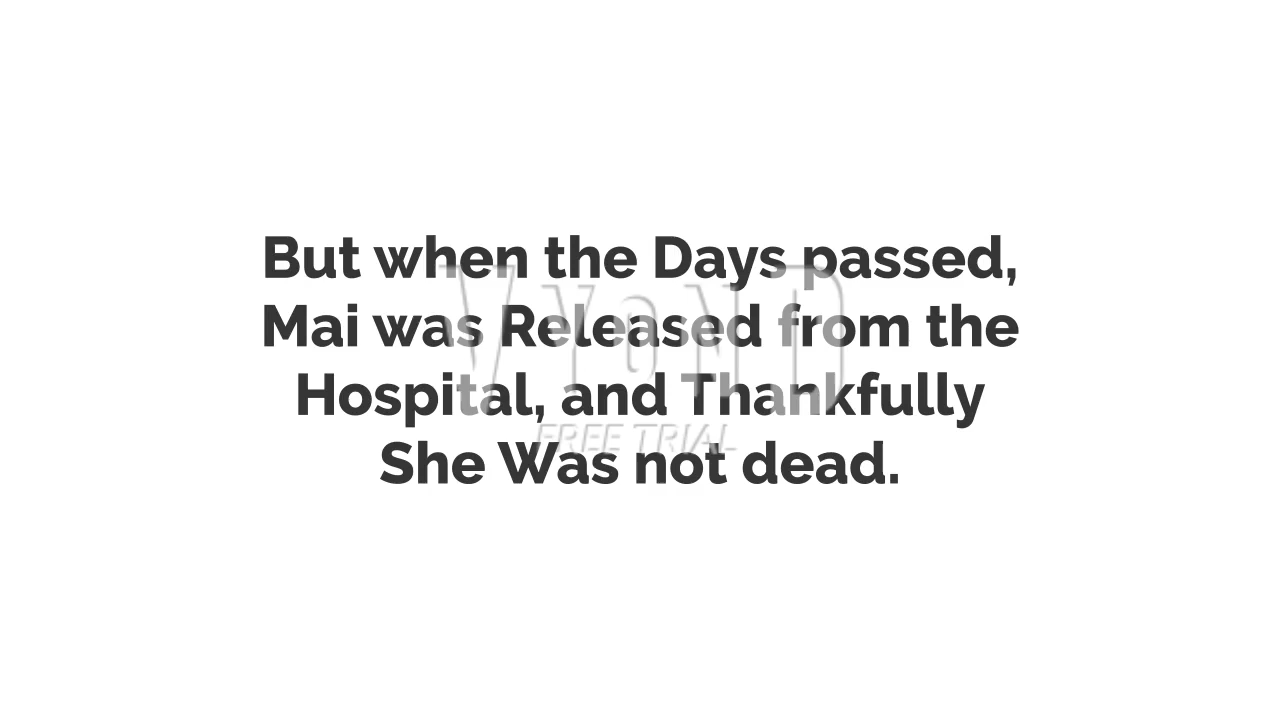 But when the Days passed,
Mai was Released from the
Hospital, and Thankfully
She Was not dead.
VYOND
FREE TRIAL